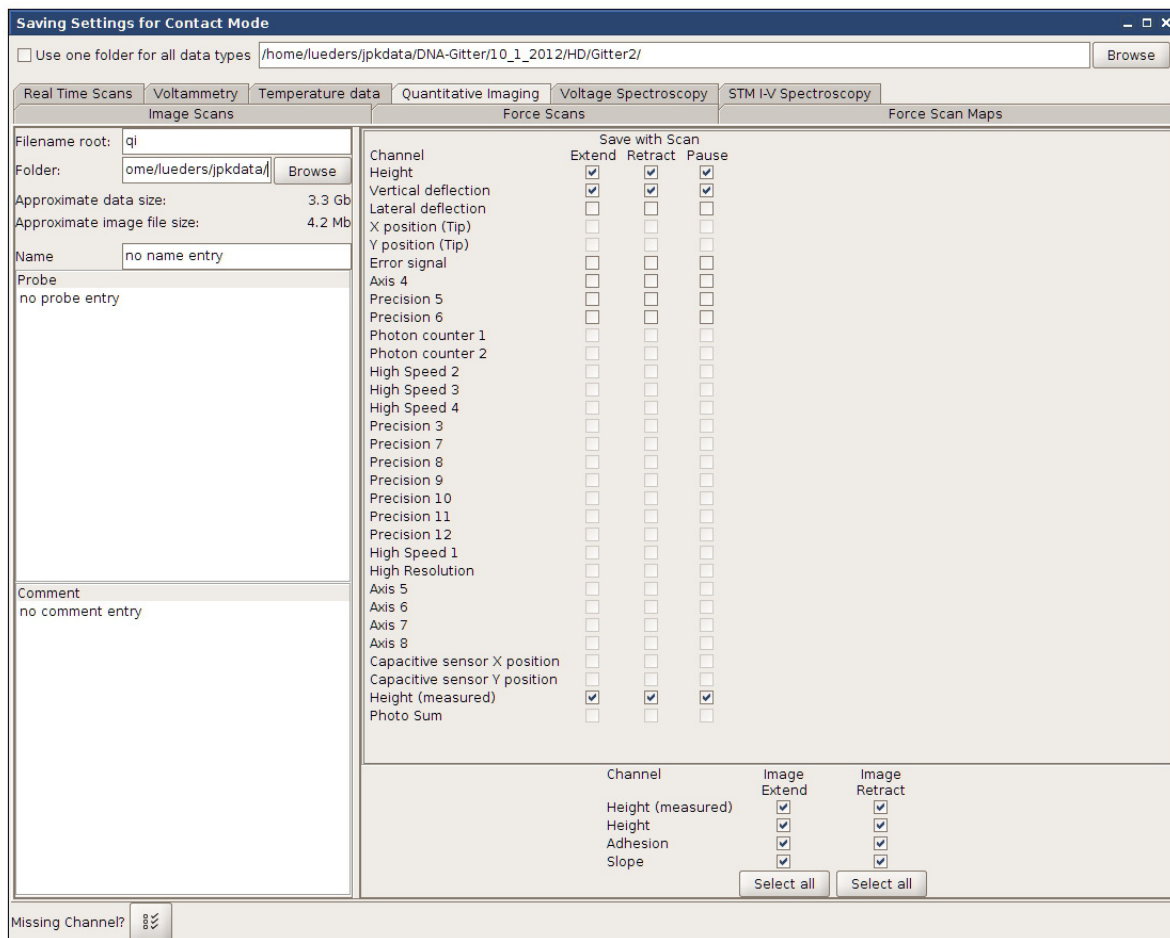 Saving Settings for Contact Mode
Use one folder for all data types /home/lueders/jpkdata/DNA-Gitter/10_1_2012/HD/Gitter2/ Browse
Real Time Scans Voltammetry Temperature data Quantitative Imaging Voltage Spectroscopy STM I-V Spectroscopy
Image Scans Force Scans Force Scan Maps
Filename root: qi
Folder: ome/lueders/jpkdata/ Browse
Approximate data size: 3.3 Gb
Approximate image file size: 4.2 Mb
Name no name entry
Probe
no probe entry
Comment
no comment entry
Save with Scan
Channel Extend Retract Pause
Height
Vertical deflection
Lateral deflection
X position (Tip)
Y position (Tip)
Error signal
Axis 4
Precision 5
Precision 6
Photon counter 1
Photon counter 2
High Speed 2
High Speed 3
High Speed 4
Precision 3
Precision 7
Precision 8
Precision 9
Precision 10
Precision 11
Precision 12
High Speed 1
High Resolution
Axis 5
Axis 6
Axis 7
Axis 8
Capacitive sensor X position
Capacitive sensor Y position
Height (measured)
Photo Sum
Channel Image Image
Extend Retract
Height (measured)
Height
Adhesion
Slope
Select all Select all
Missing Channel?